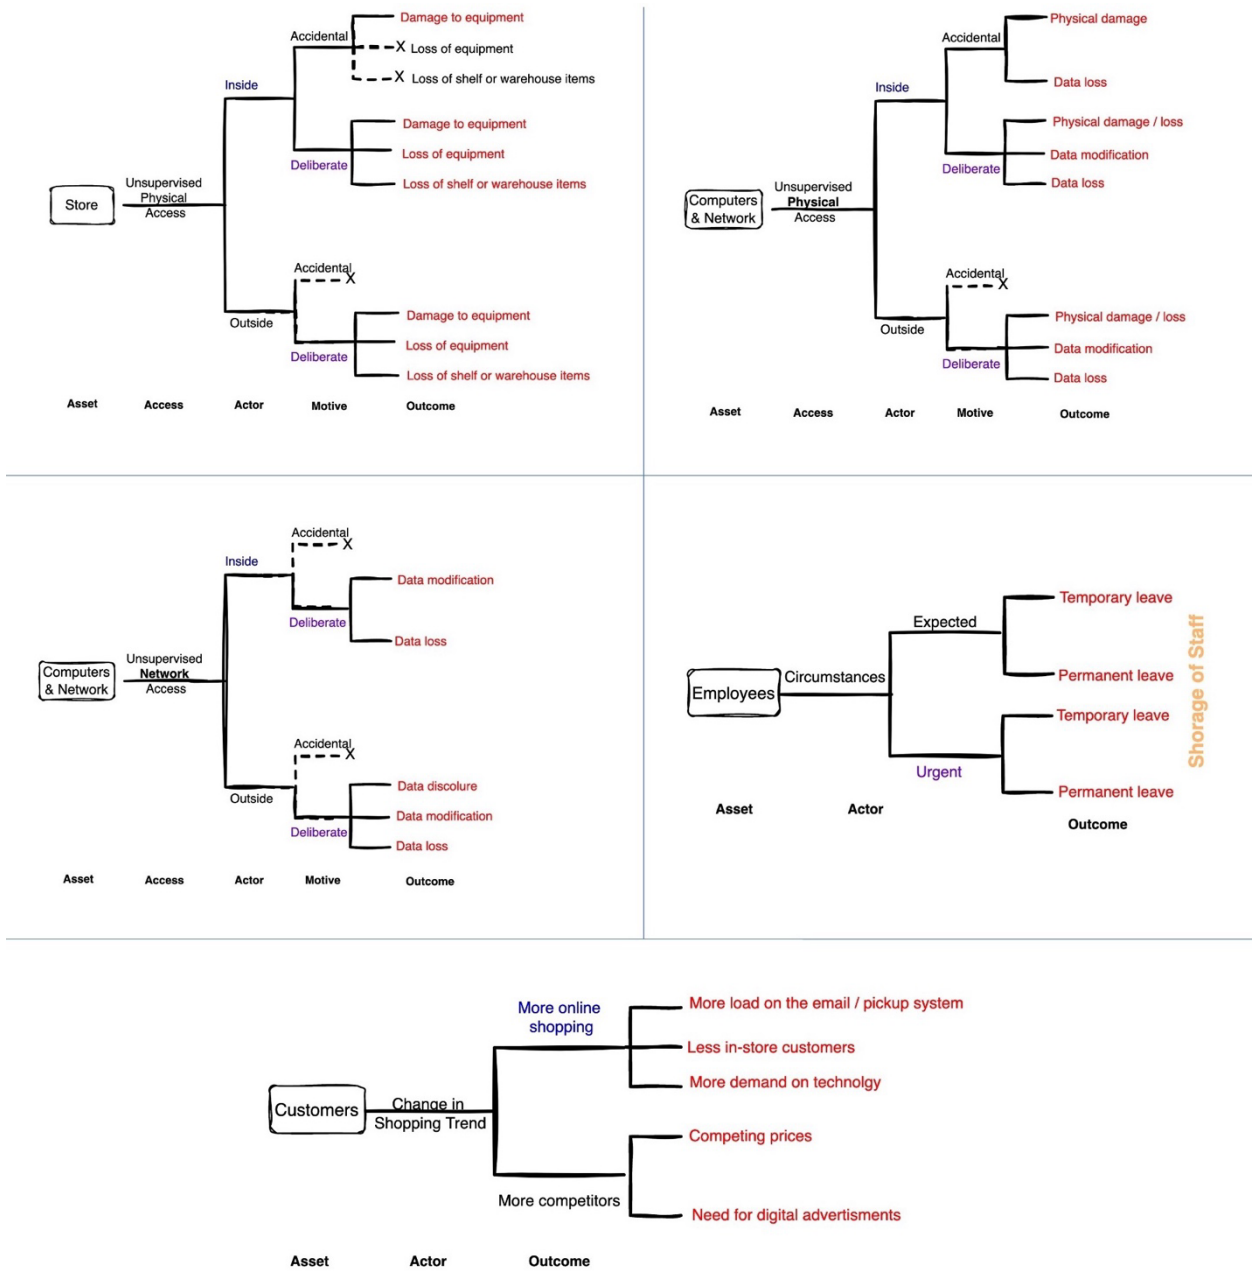 Damage to equipment
Accidental
X Loss of equipment
X Loss of shelf or warehouse items
Inside
Damage to equipment
Loss of equipment
Deliberate
Loss of shelf or warehouse items
Store
Unsupervised
Physical
Access
Accidental
X
Outside
Damage to equipment
Loss of equipment
Deliberate
Loss of shelf or warehouse items
Asset Access Actor Motive Outcome
Physical damage
Accidental
Data loss
Inside
Physical damage / loss
Data modification
Deliberate
Data loss
Computers
& Network
Unsupervised
Physical
Access
Accidental
X
Outside
Physical damage / loss
Data modification
Deliberate
Data loss
Asset Access Actor Motive Outcome
Accidental
X
Inside
Data modification
Deliberate
Data loss
Computers
& Network
Unsupervised
Network
Access
Accidental
X
Outside
Data discolure
Data modification
Deliberate
Data loss
Asset Access Actor Motive Outcome
Temporary leave
Expected
Permanent leave
Employees
Circumstances
Temporary leave
Urgent
Permanent leave
Shorage of Staff
Asset Actor
Outcome
More online
shopping
More load on the email / pickup system
Less in-store customers
More demand on technolgy
Customers
Change in
Shopping Trend
Competing prices
More competitors
Need for digital advertisments
Asset Actor Outcome